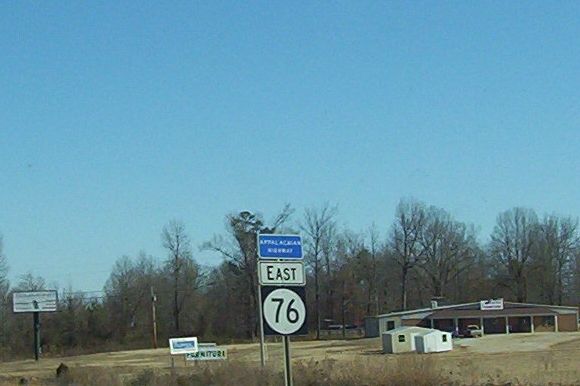 APPALACHIAN
HIGHWAY
EAST
76
FURNITURE